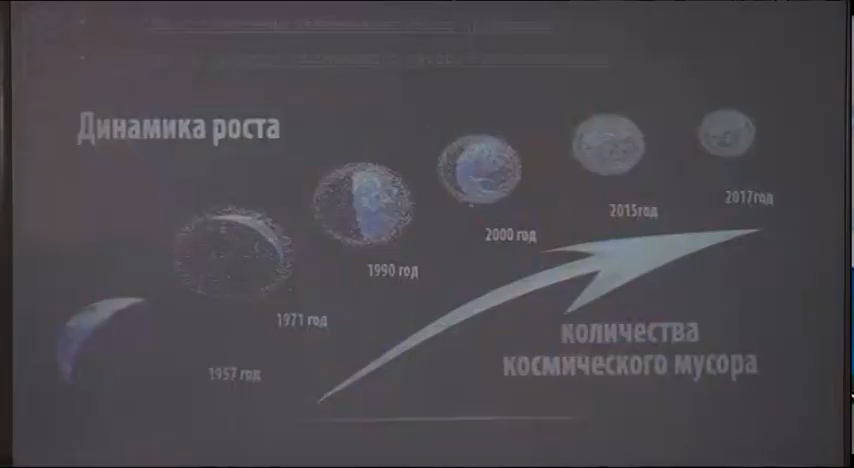 Динамика роста
2017год
2015год
2000 год
1990 год
1971 год
1957 год
количества
космического мусора